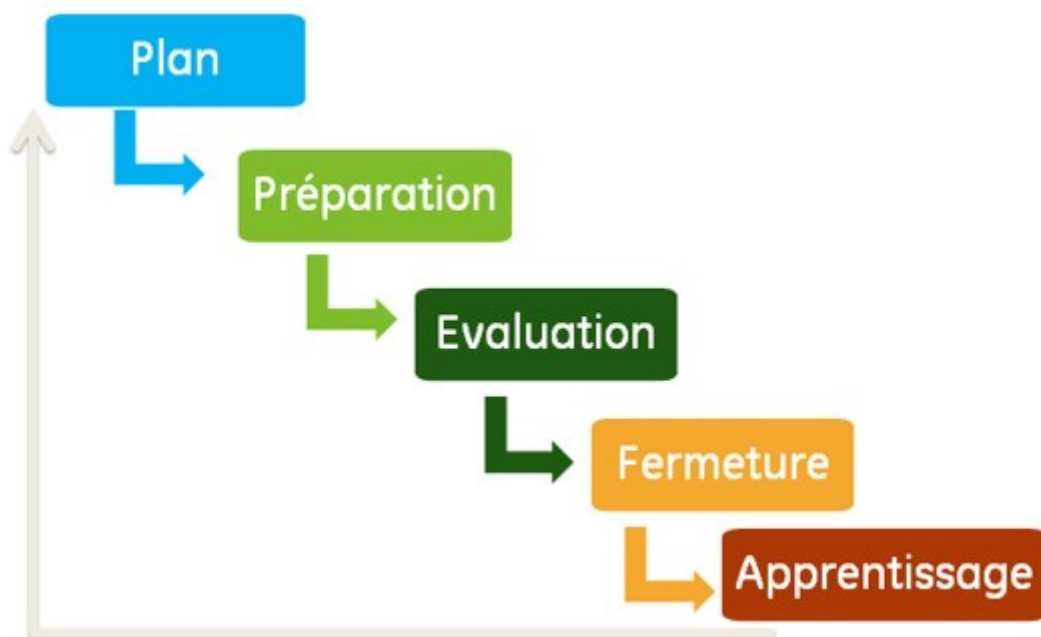 Plan
Préparation
Evaluation
Fermeture
Apprentissage